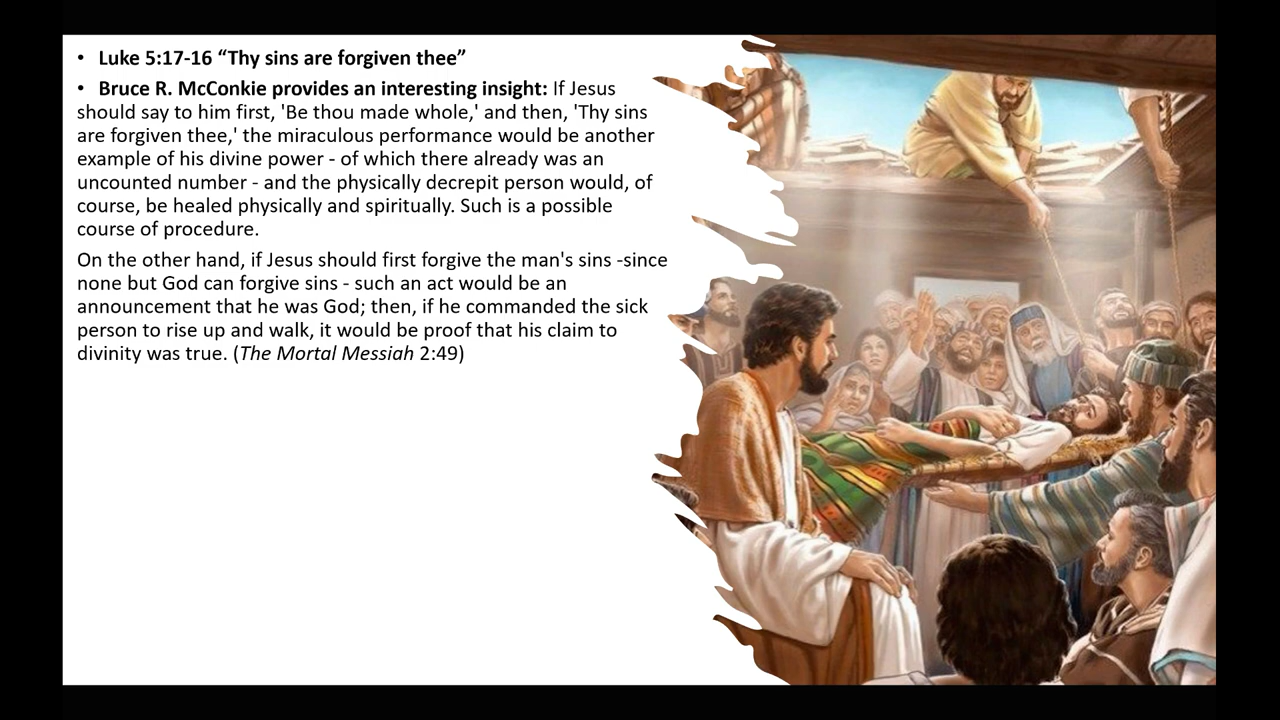 • Luke 5:17-16 “Thy sins are forgiven thee”
• Bruce R. McConkie provides an interesting insight: If Jesus
should say to him first, 'Be thou made whole,' and then, 'Thy sins
are forgiven thee,' the miraculous performance would be another
example of his divine power - of which there already was an
uncounted number - and the physically decrepit person would, of
course, be healed physically and spiritually. Such is a possible
course of procedure.
On the other hand, if Jesus should first forgive the man's sins -since
none but God can forgive sins - such an act would be an
announcement that he was God; then, if he commanded the sick
person to rise up and walk, it would be proof that his claim to
divinity was true. (The Mortal Messiah 2:49)